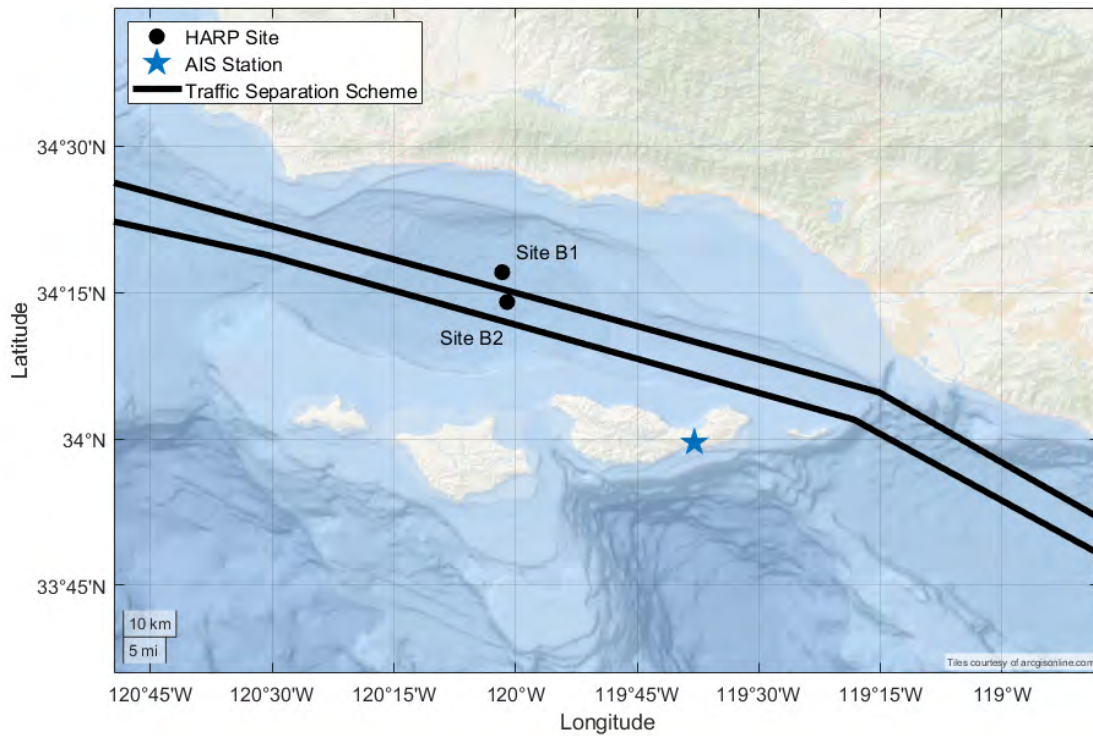 HARP Site
AIS Station
Traffic Separation Scheme
34°30'N
Site B1
34°15'N
Site B2
Latitude
34°N
33°45'N
10 km
5 mi
Tiles courtesy of arcgisonline.com
120°45'W 120°30'W 120°15'W 120°W 119°45'W 119°30'W 119°15'W 119°W
Longitude